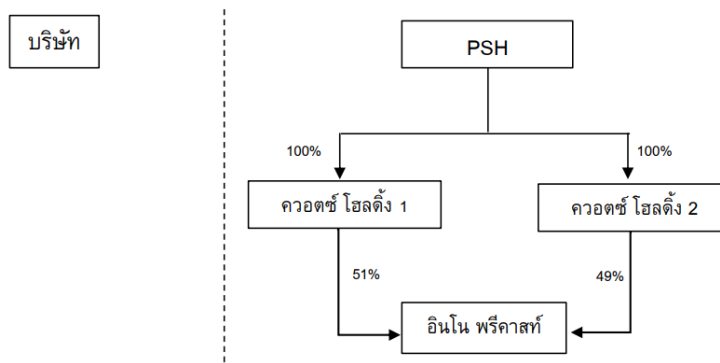 บริษัท
PSH
100%
100%
ควอตซ์ โฮลดิ้ง 1
ควอตซ์ โฮลดิ้ง 2
51%
49%
อินโน พรีคาสท์